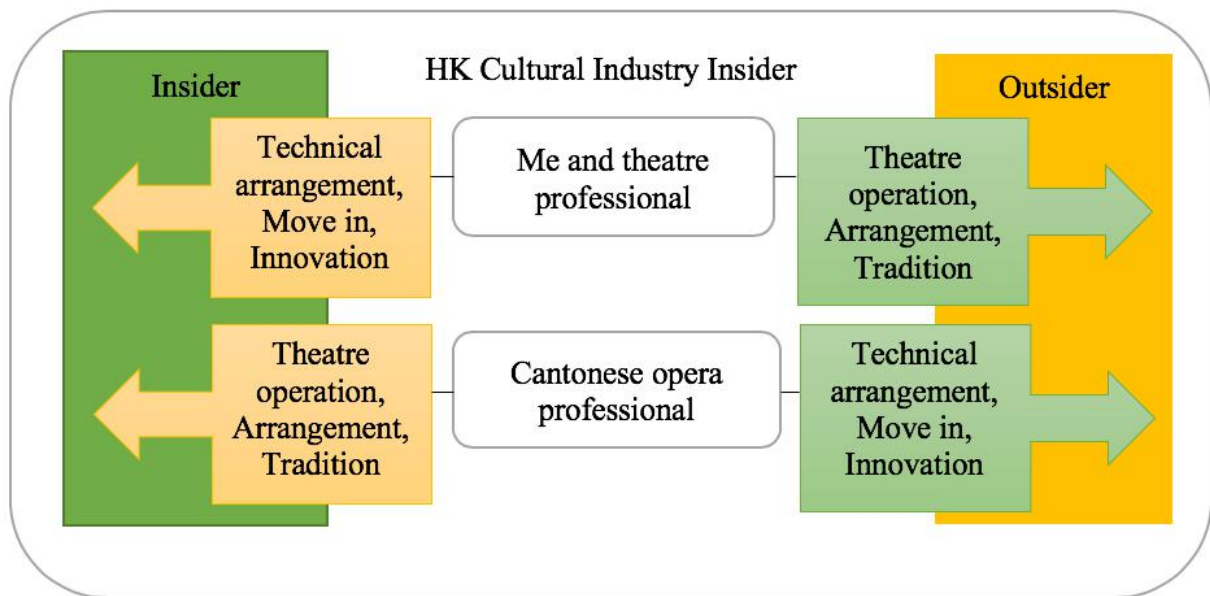 HK Cultural Industry Insider
Insider
Outsider
Technical
arrangement,
Move in,
Innovation
Me and theatre
professional
Theatre
operation,
Arrangement,
Tradition
Theatre
operation,
Arrangement,
Tradition
Cantonese opera
professional
Technical
arrangement,
Move in,
Innovation